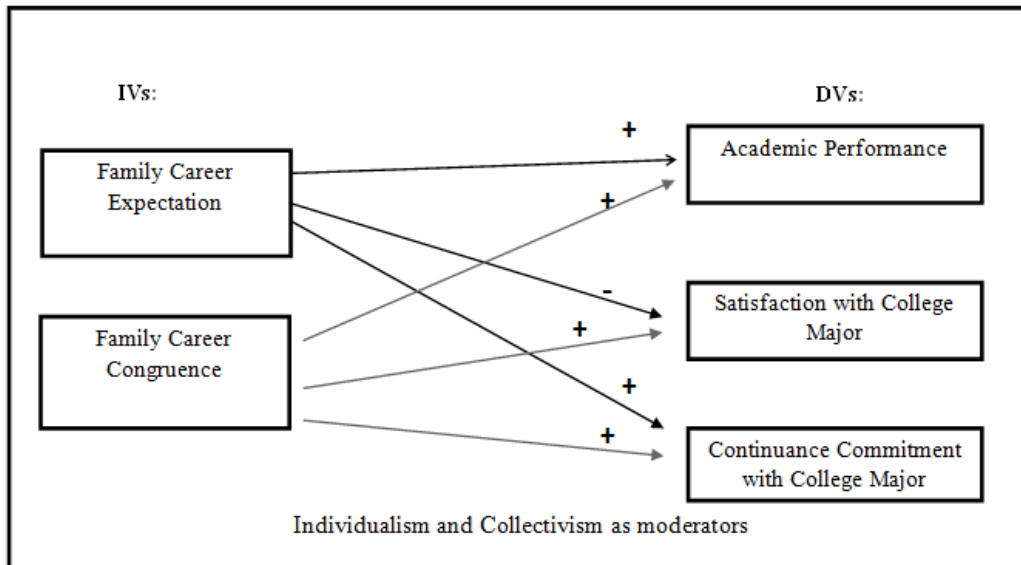 IVs:
DVs:
Family Career
Expectation
Family Career
Congruence
+
+
-
+
+
+
Academic Performance
Satisfaction with College
Major
Continuance Commitment
with College Major
Individualism and Collectivism as moderators